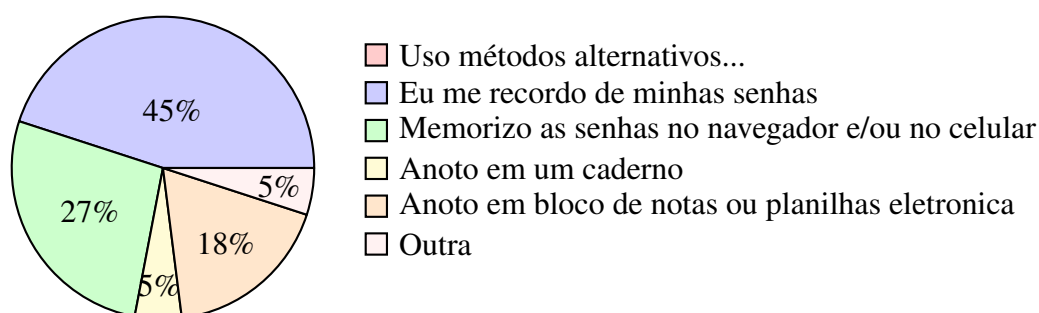 45%
27%
5%
18%
5%
Uso métodos alternativos...
Eu me recordo de minhas senhas
Memorizo as senhas no navegador e/ou no celular
Anoto em um caderno
Anoto em bloco de notas ou planilhas eletronica
Outra